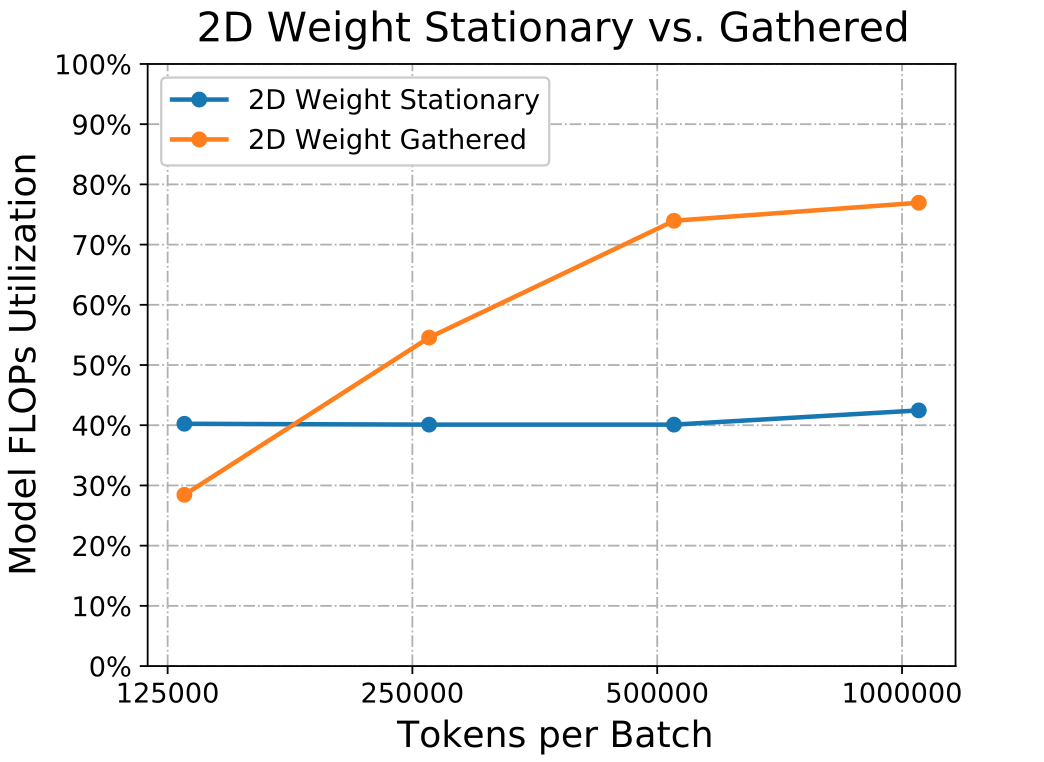 2D Weight Stationary vs. Gathered
2D Weight Stationary
2D Weight Gathered
Model FLOPs Utilization
100%
90%
80%
70%
60%
50%
40%
30%
20%
10%
0%
125000 250000 500000 1000000
Tokens per Batch